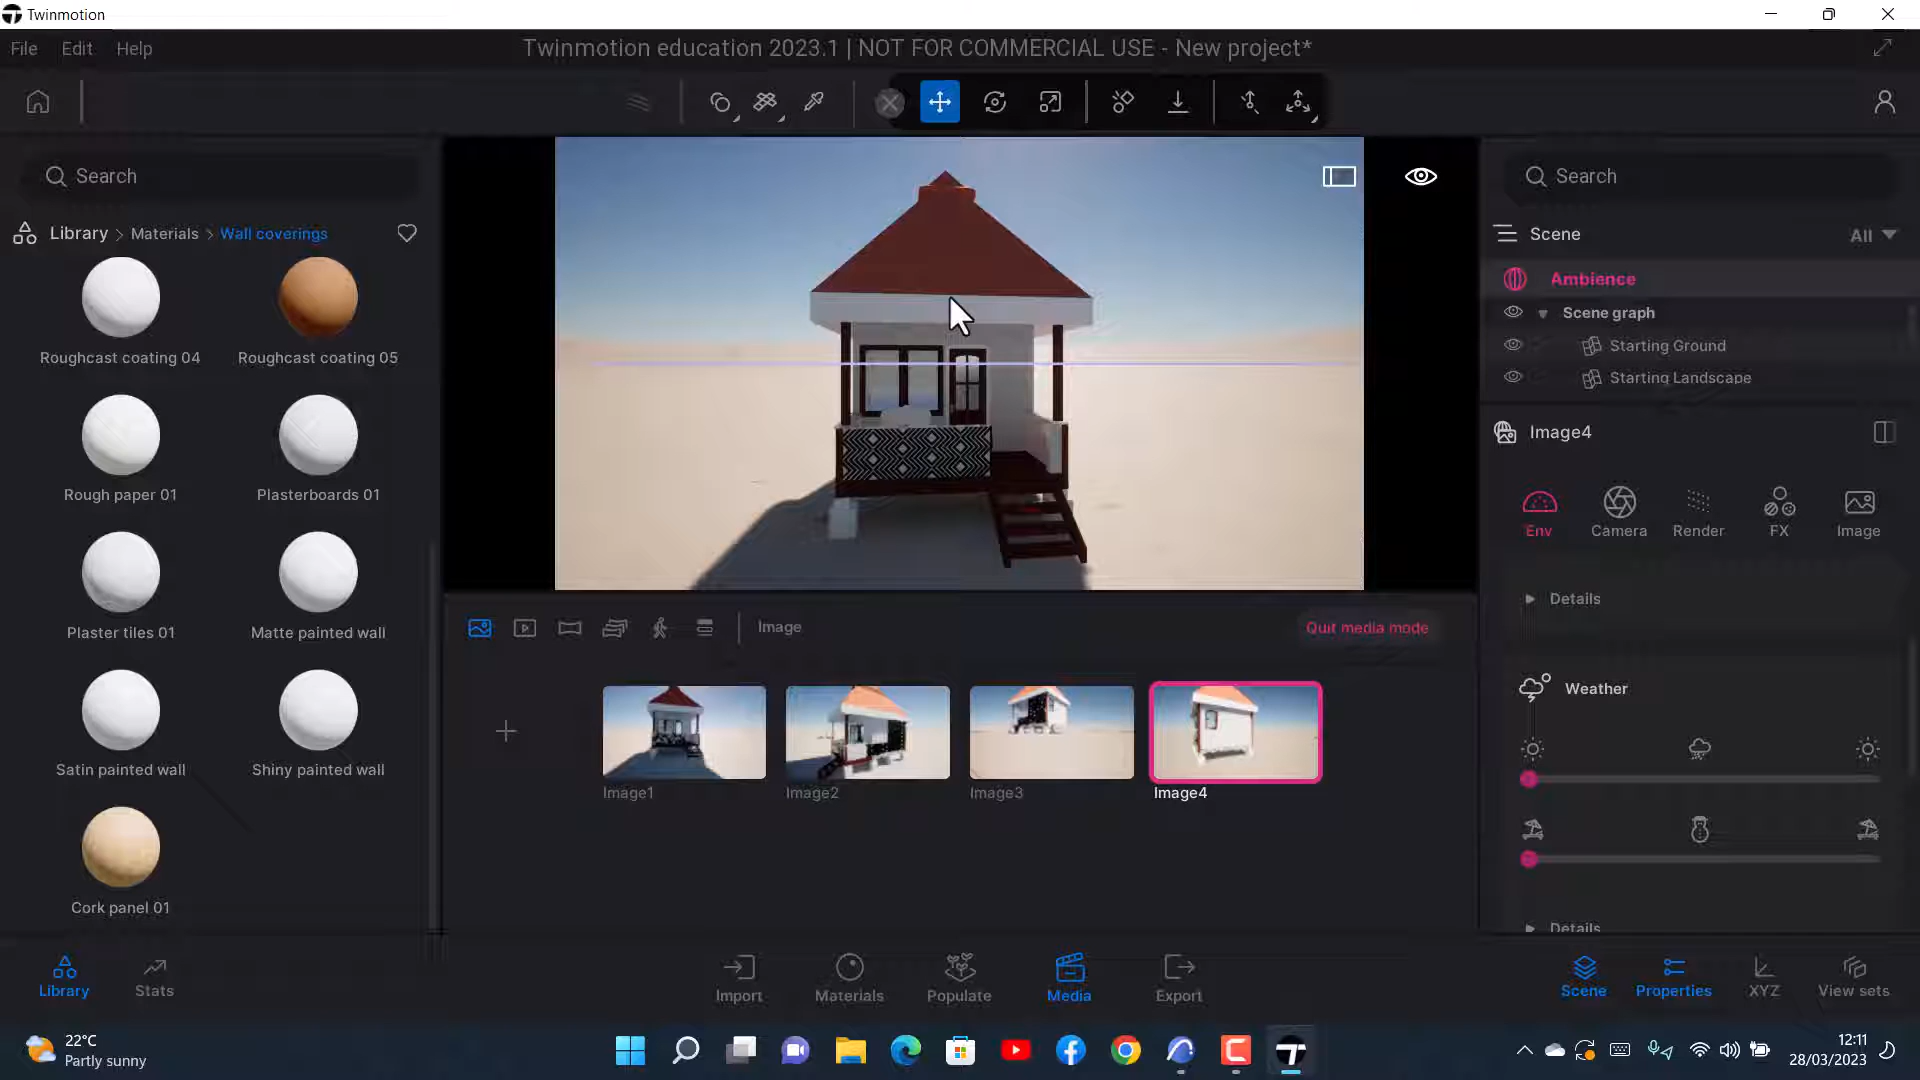 Twinmotion
File Edit Help
Twinmotion education 2023.1 | NOT FOR COMMERCIAL USE - New project*
Search
Library > Materials > Wall coverings
Roughcast coating 04
Roughcast coating 05
Rough paper 01
Plasterboards 01
Plaster tiles 01
Matte painted wall
Satin painted wall
Shiny painted wall
Cork panel 01
Library
Stats
Image
Quit media mode
Image1
Image2
Image3
Image4
Import
Materials
Populate
Media
Export
Search
Scene
All
Ambience
Scene graph
Starting Ground
Starting Landscape
Image4
Env
Camera
Render
FX
Image
Details
Weather
Details
Scene
Properties
XYZ
View sets
22°C
Partly sunny
12:11
28/03/2023